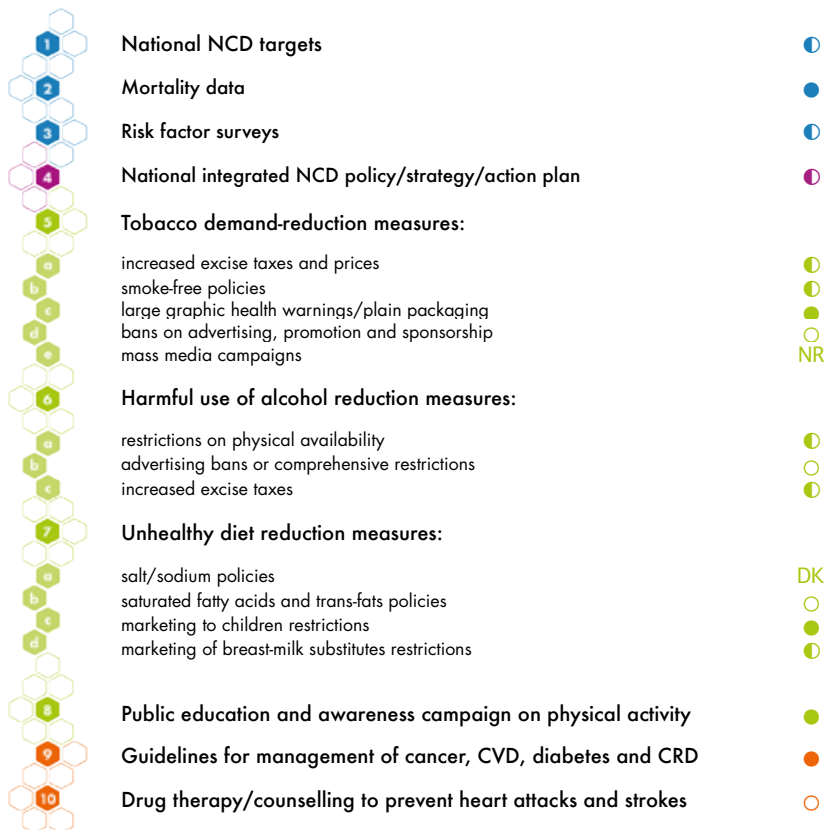 1 National NCD targets
2 Mortality data
3 Risk factor surveys
4 National integrated NCD policy/strategy/action plan
5 Tobacco demand-reduction measures:
a increased excise taxes and prices
b smoke-free policies
c large graphic health warnings/plain packaging
d bans on advertising, promotion and sponsorship
e mass media campaigns NR
6 Harmful use of alcohol reduction measures:
a restrictions on physical availability
b advertising bans or comprehensive restrictions
c increased excise taxes
7 Unhealthy diet reduction measures:
a salt/sodium policies DK
b saturated fatty acids and trans-fats policies
c marketing to children restrictions
d marketing of breast-milk substitutes restrictions
8 Public education and awareness campaign on physical activity
9 Guidelines for management of cancer, CVD, diabetes and CRD
10 Drug therapy/counselling to prevent heart attacks and strokes